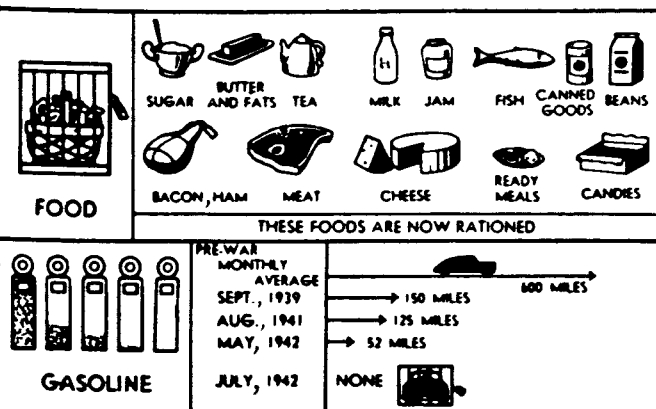 SUGAR
BUTTER
AND FATS
TEA
MILK
JAM
FISH
CANNED
GOODS
BEANS
BACON, HAM
MEAT
CHEESE
READY
MEALS
CANDIES
FOOD
THESE FOODS ARE NOW RATIONED
PRE-WAR
MONTHLY
AVERAGE
600 MILES
SEPT., 1939
150 MILES
AUG., 1941
125 MILES
MAY, 1942
52 MILES
JULY, 1942
NONE
GASOLINE